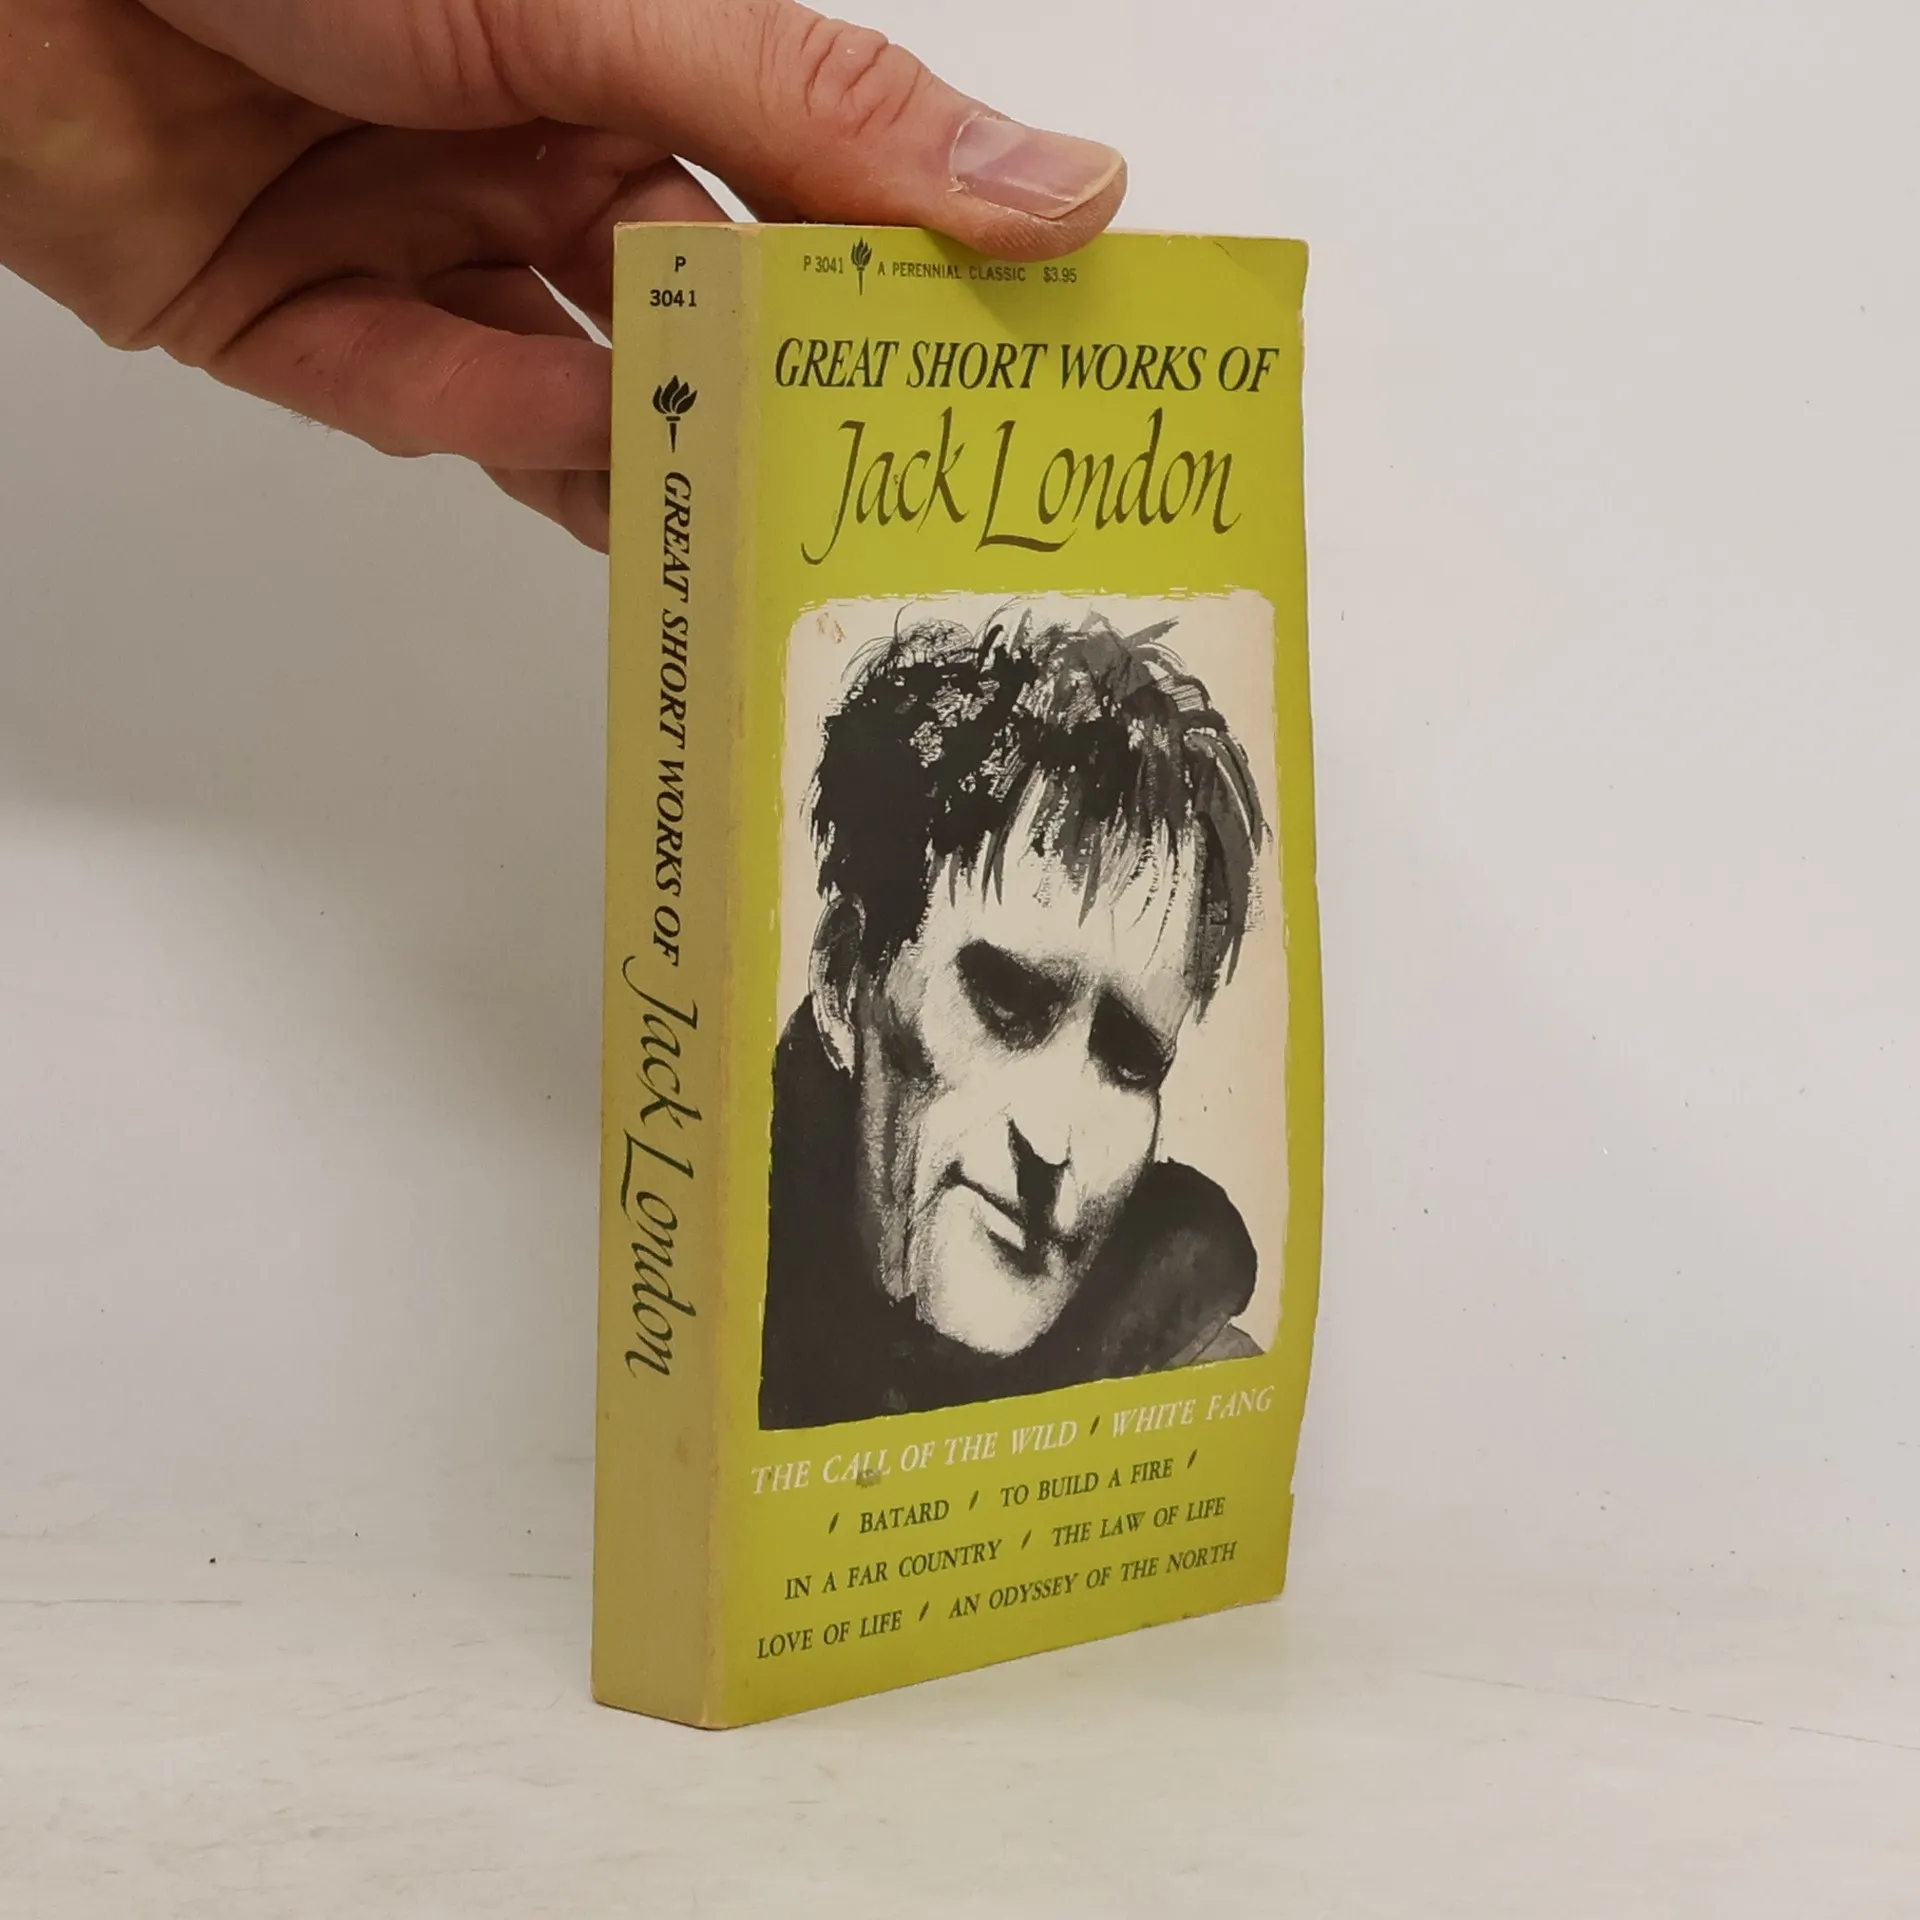 P
3041
GREAT SHORT WORKS OF Jack London
P 3041 A PERENNIAL CLASSIC $3.95
GREAT SHORT WORKS OF
Jack London
THE CALL OF THE WILD / WHITE FANG
/ BATARD / TO BUILD A FIRE /
IN A FAR COUNTRY / THE LAW OF LIFE
LOVE OF LIFE / AN ODYSSEY OF THE NORTH